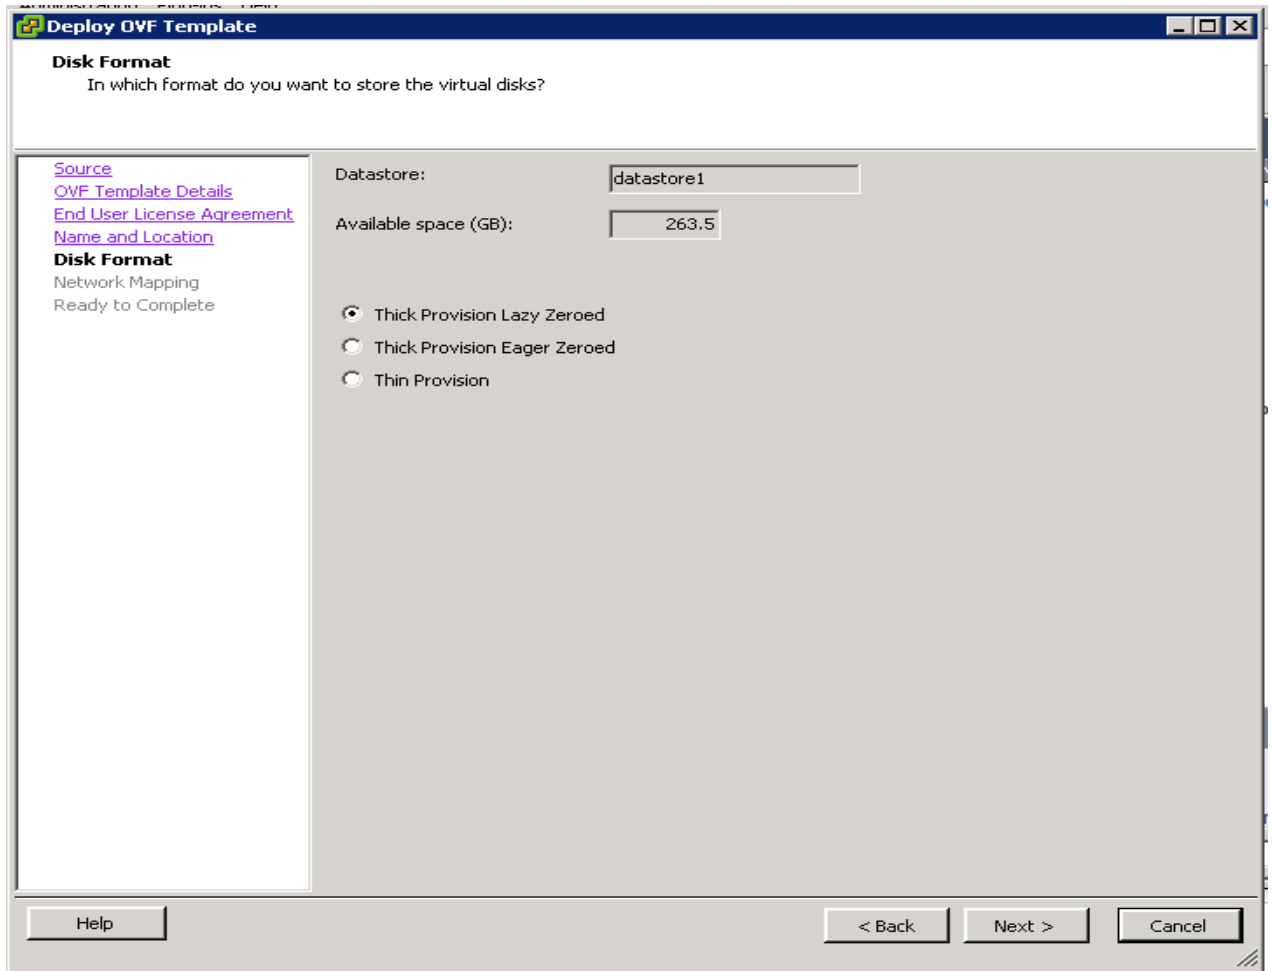 Deploy OVF Template
Disk Format
In which format do you want to store the virtual disks?
Source
OVF Template Details
End User License Agreement
Name and Location
Disk Format
Network Mapping
Ready to Complete
Datastore: datastore1
Available space (GB): 263.5
Thick Provision Lazy Zeroed
Thick Provision Eager Zeroed
Thin Provision
Help
< Back
Next >
Cancel